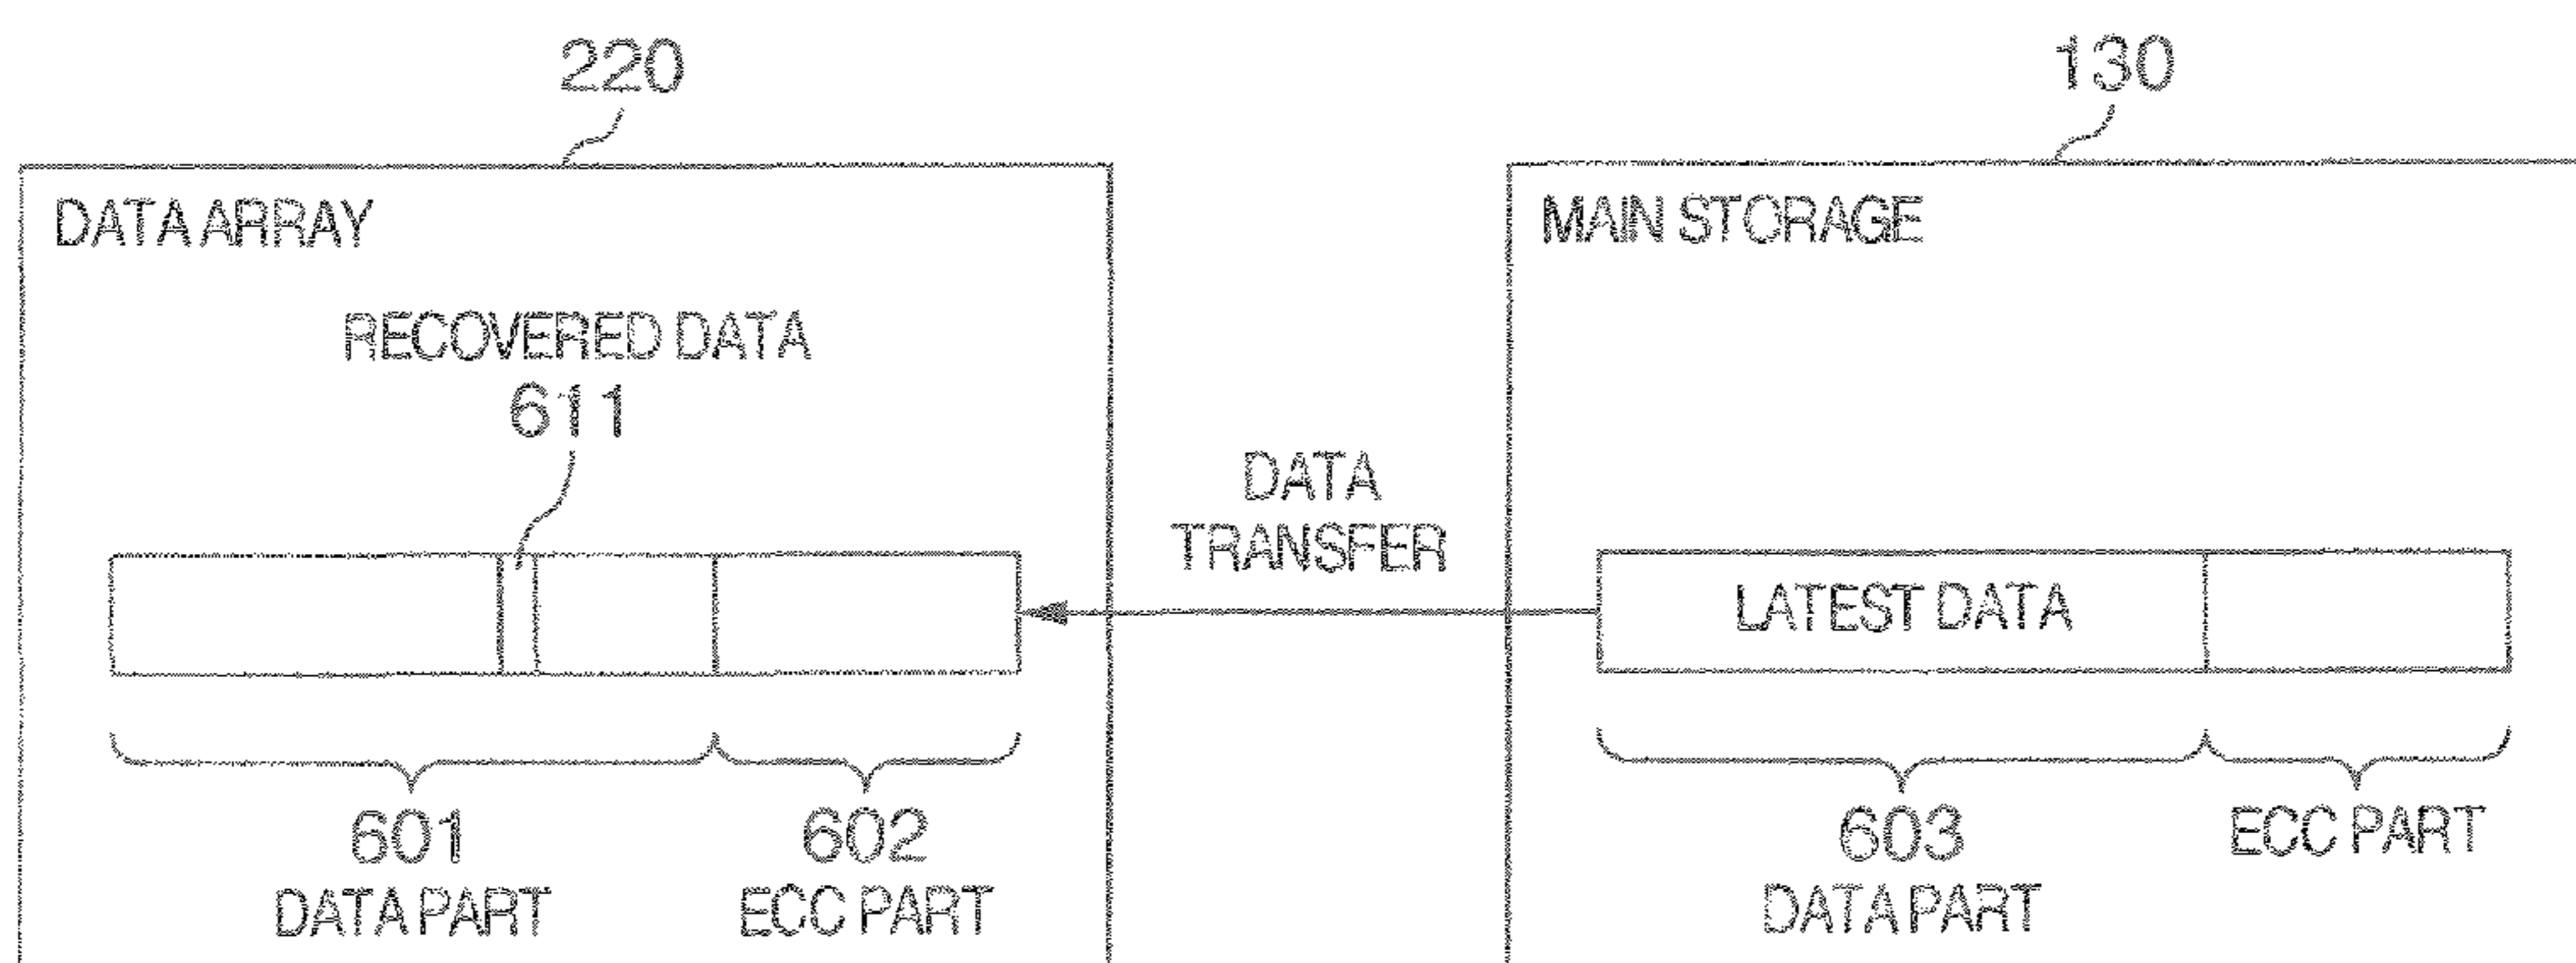 220
130
DATA ARRAY
MAIN STORAGE
RECOVERED DATA
611
DATA
TRANSFER
LATEST DATA
601
602
603
ECC PART
DATA PART
ECC PART
DATA PART